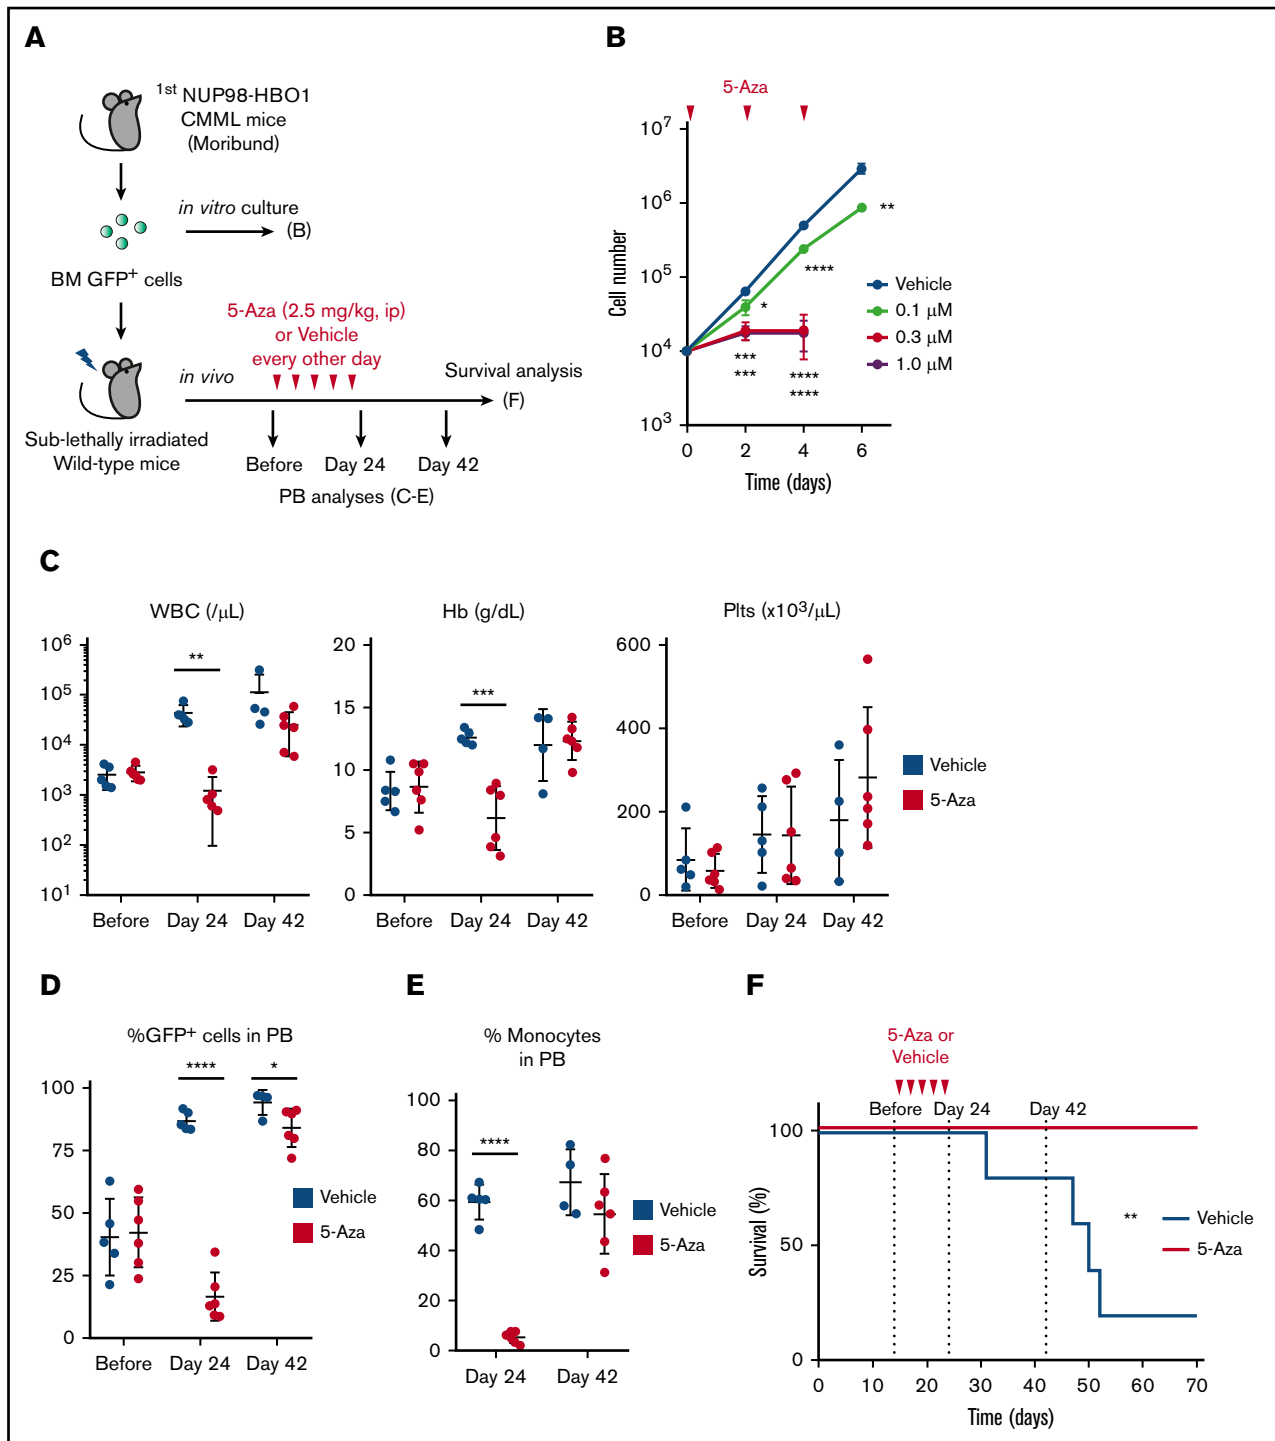 A
1st NUP98-HBO1
CMML mice
(Moribund)
in vitro culture
(B)
BM GFP+ cells
5-Aza (2.5 mg/kg, ip)
or Vehicle
every other day
in vivo
Survival analysis
(F)
Sub-lethally irradiated
Wild-type mice
Before
Day 24
Day 42
PB analyses (C-E)
B
5-Aza
10^7
10^6
10^5
10^4
10^3
Cell number
0
2
4
6
Time (days)
*
**
****
***
***
****
****
Vehicle
0.1 μM
0.3 μM
1.0 μM
C
WBC (/μL)
10^6
10^5
10^4
10^3
10^2
10^1
**
Before
Day 24
Day 42
Hb (g/dL)
20
15
10
5
0
***
Before
Day 24
Day 42
Plts (x10^3/μL)
600
400
200
0
Before
Day 24
Day 42
Vehicle
5-Aza
D
%GFP+ cells in PB
****
*
100
75
50
25
0
Before
Day 24
Day 42
Vehicle
5-Aza
E
% Monocytes
in PB
100
80
60
40
20
0
****
Day 24
Day 42
Vehicle
5-Aza
F
5-Aza or
Vehicle
Before
Day 24
Day 42
100
50
0
Survival (%)
**
Vehicle
5-Aza
0
10
20
30
40
50
60
70
Time (days)